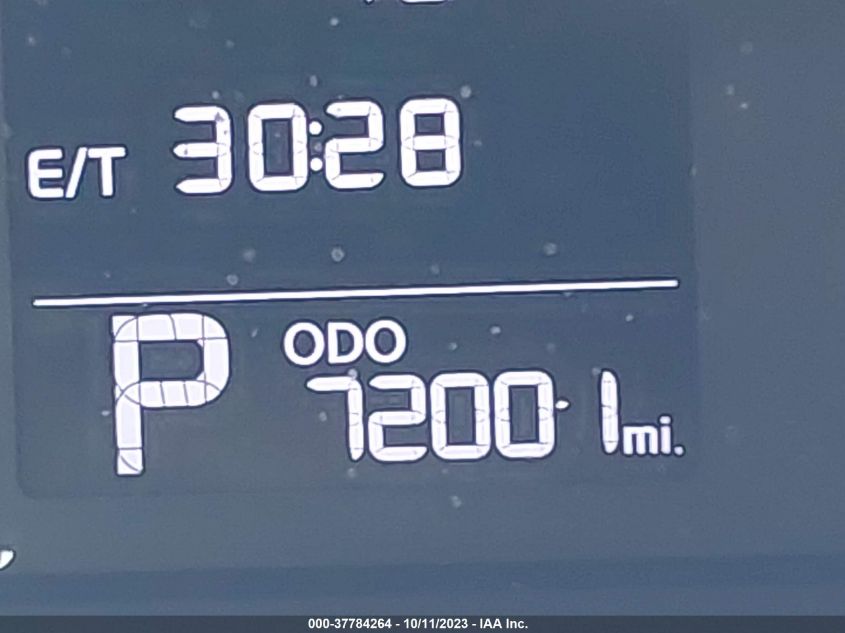 E/T 30:28
P
ODO
72001 mi.
000-37784264 - 10/11/2023 - IAA Inc.